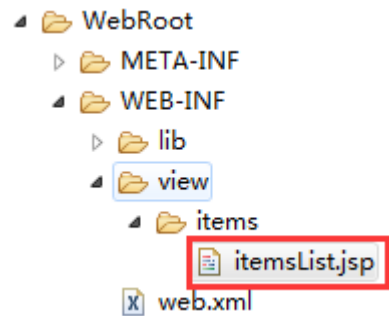 WebRoot
META-INF
WEB-INF
lib
view
items
itemsList.jsp
web.xml